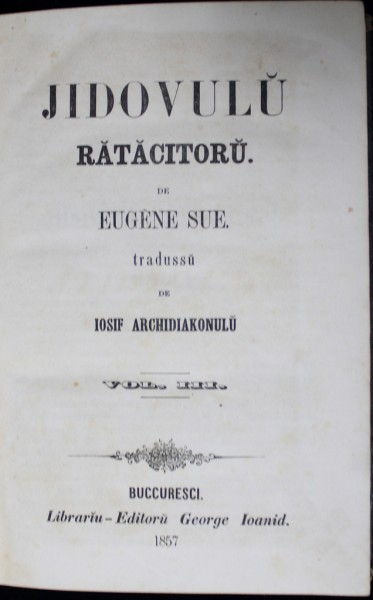 JIDOVULŬ
RĂTĂCITORŬ.
DE
EUGÈNE SUE.
tradussŭ
DE
IOSIF ARCHIDIAKONULŬ
VOL. III.
BUCCURESCI.
Librarĭu-Editorŭ George Ioanid.
1857